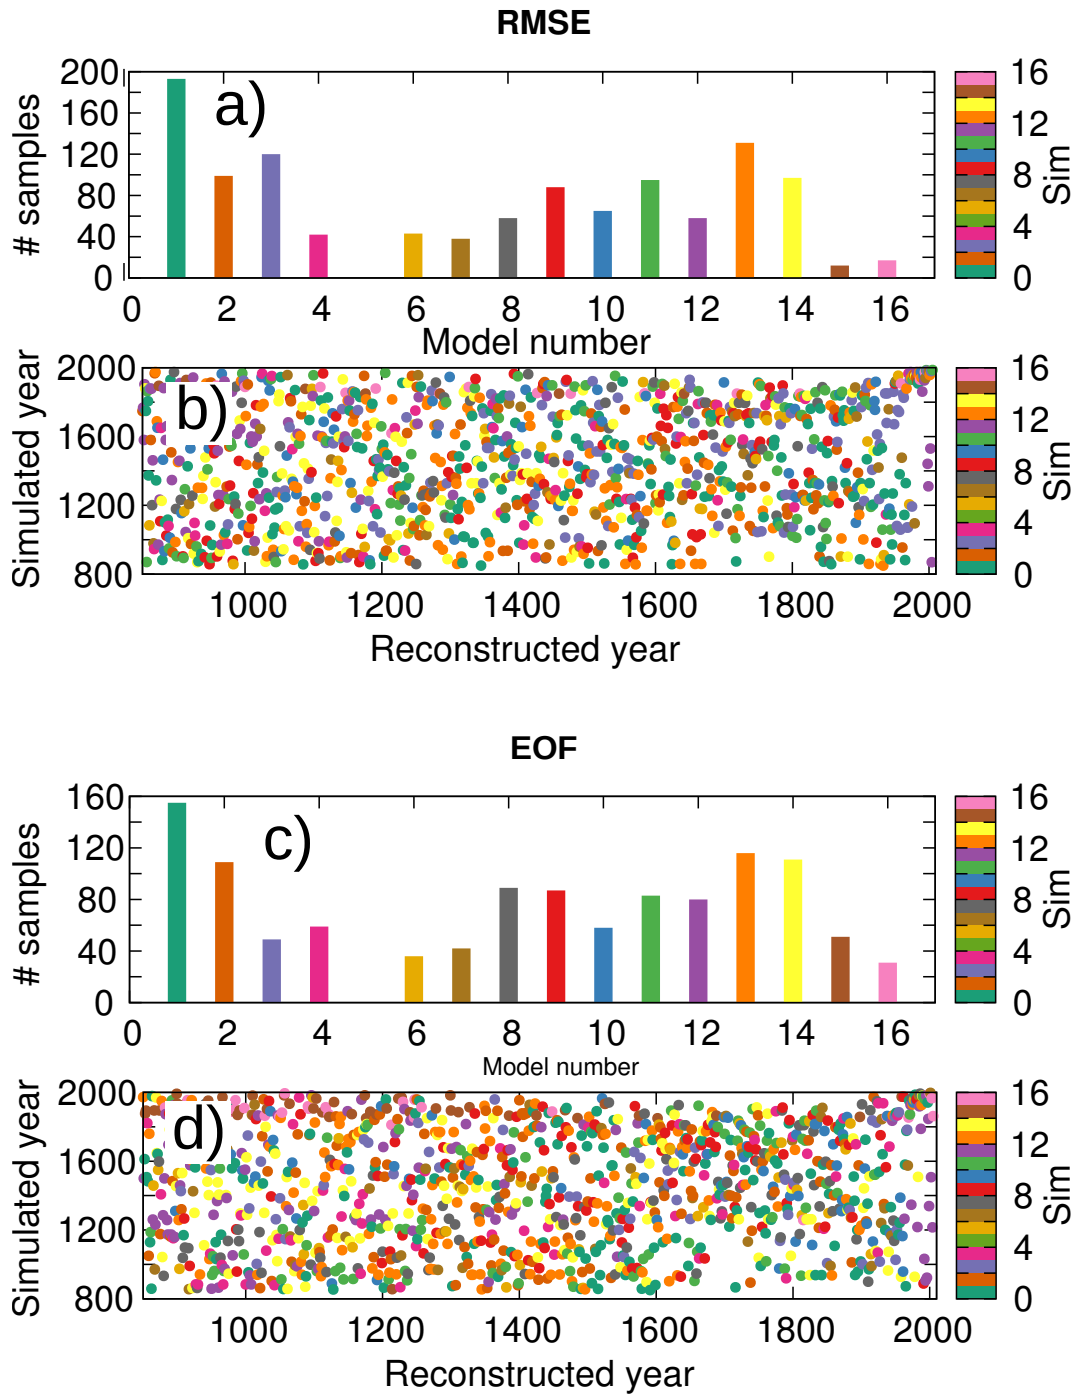 RMSE
200
160
120
80
40
0
# samples
a)
0 2 4 6 8 10 12 14 16
Model number
16
12
8
4
0
Sim
2000
1600
1200
800
Simulated year
b)
1000 1200 1400 1600 1800 2000
Reconstructed year
16
12
8
4
0
Sim
EOF
160
120
80
40
0
# samples
c)
0 2 4 6 8 10 12 14 16
Model number
16
12
8
4
0
Sim
2000
1600
1200
800
Simulated year
d)
1000 1200 1400 1600 1800 2000
Reconstructed year
16
12
8
4
0
Sim